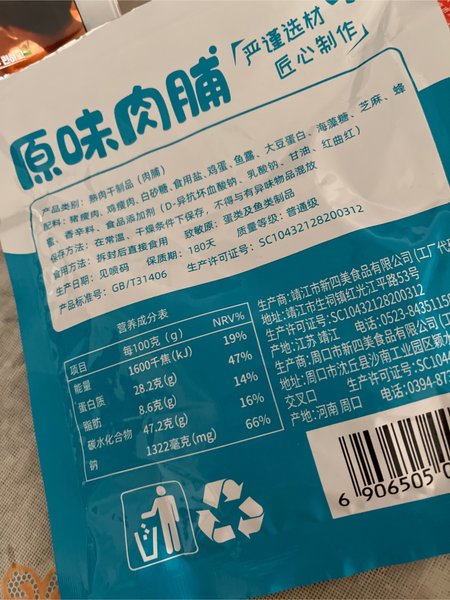 原味肉脯
「严谨选材
匠心制作」
产品类别：熟肉干制品（肉脯）
配料：猪瘦肉、鸡瘦肉、白砂糖、食用盐、鸡蛋、鱼露、大豆蛋白、海藻糖、芝麻、蜂
蜜、香辛料、食品添加剂（D-异抗坏血酸钠、乳酸钠、甘油、红曲红）
保存方法：在常温、干燥条件下保存，不得与有异味物品混放
食用方法：拆封后直接食用 致敏原：蛋类及鱼类制品
生产日期：见喷码 保质期：180天 质量等级：普通级
产品标准号：GB/T31406 生产许可证号：SC10432128200312
营养成分表
项目 每100克（g） NRV%
能量 1600千焦(kJ) 19%
蛋白质 28.2克(g) 47%
脂肪 8.6克(g) 14%
碳水化合物 47.2克(g) 16%
钠 1322毫克(mg) 66%
生产商：靖江市新四美食品有限公司(工厂代
地址：靖江市生祠镇红光江平路53号
生产许可证号：SC10432128200312
产地：江苏 靖江 电话：0523-8435115
生产商：周口市新四美食品有限公司(工厂
地址：周口市沈丘县沙南工业园区颍水
交叉口 生产许可证号：SC104
产地：河南 周口 电话：0394-87
6 906505 0